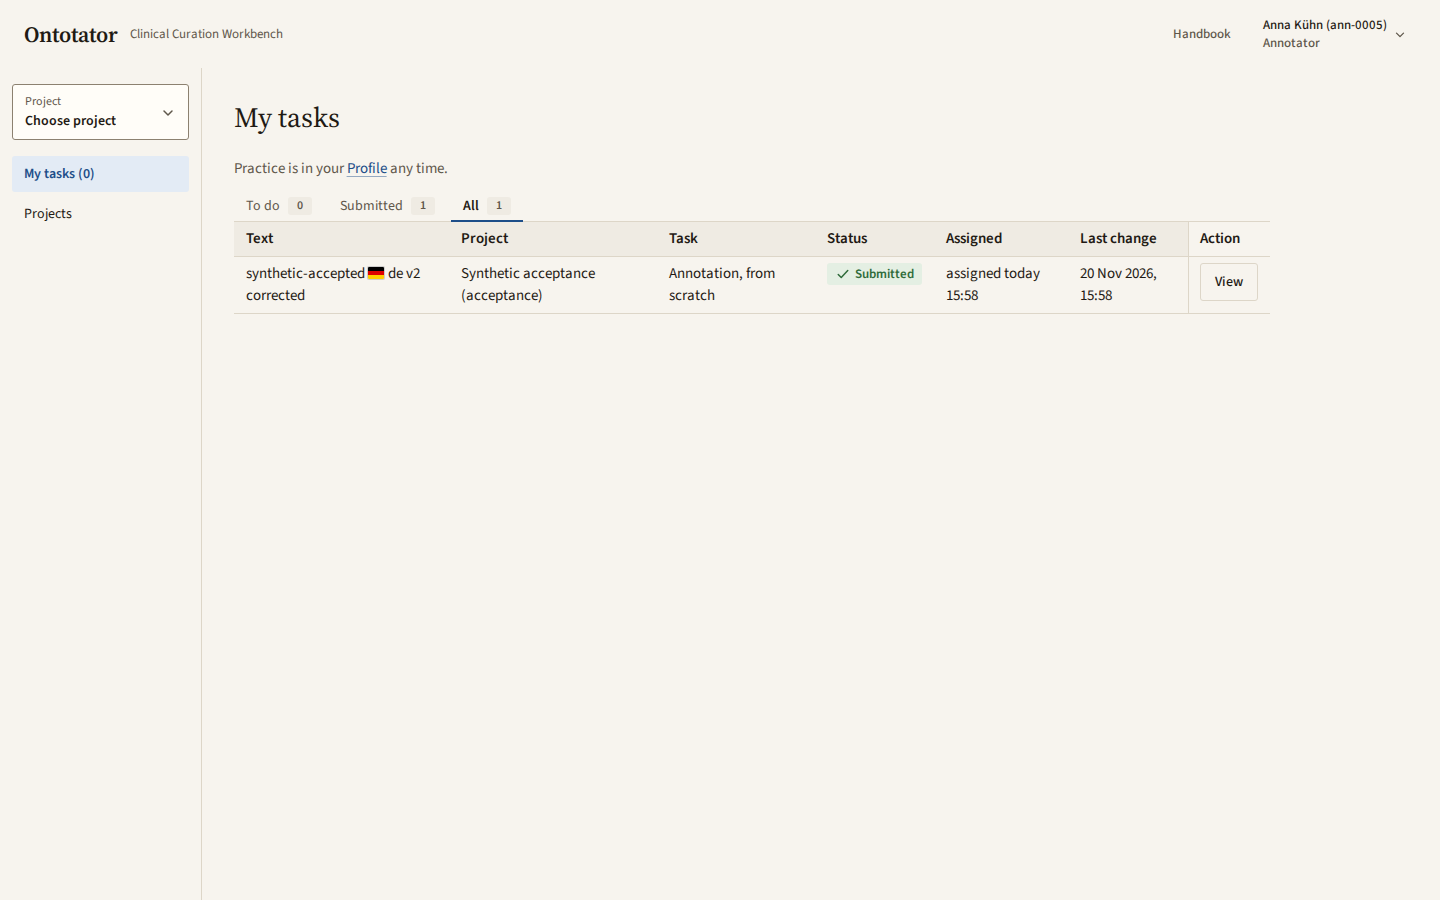 Ontotator Clinical Curation Workbench
Handbook
Anna Kühn (ann-0005)
Annotator
Project
Choose project
My tasks (0)
Projects
My tasks
Practice is in your Profile any time.
To do 0 Submitted 1 All 1
Text Project Task Status Assigned Last change Action
synthetic-accepted de v2 corrected
Synthetic acceptance (acceptance)
Annotation, from scratch
Submitted
assigned today 15:58
20 Nov 2026, 15:58
View